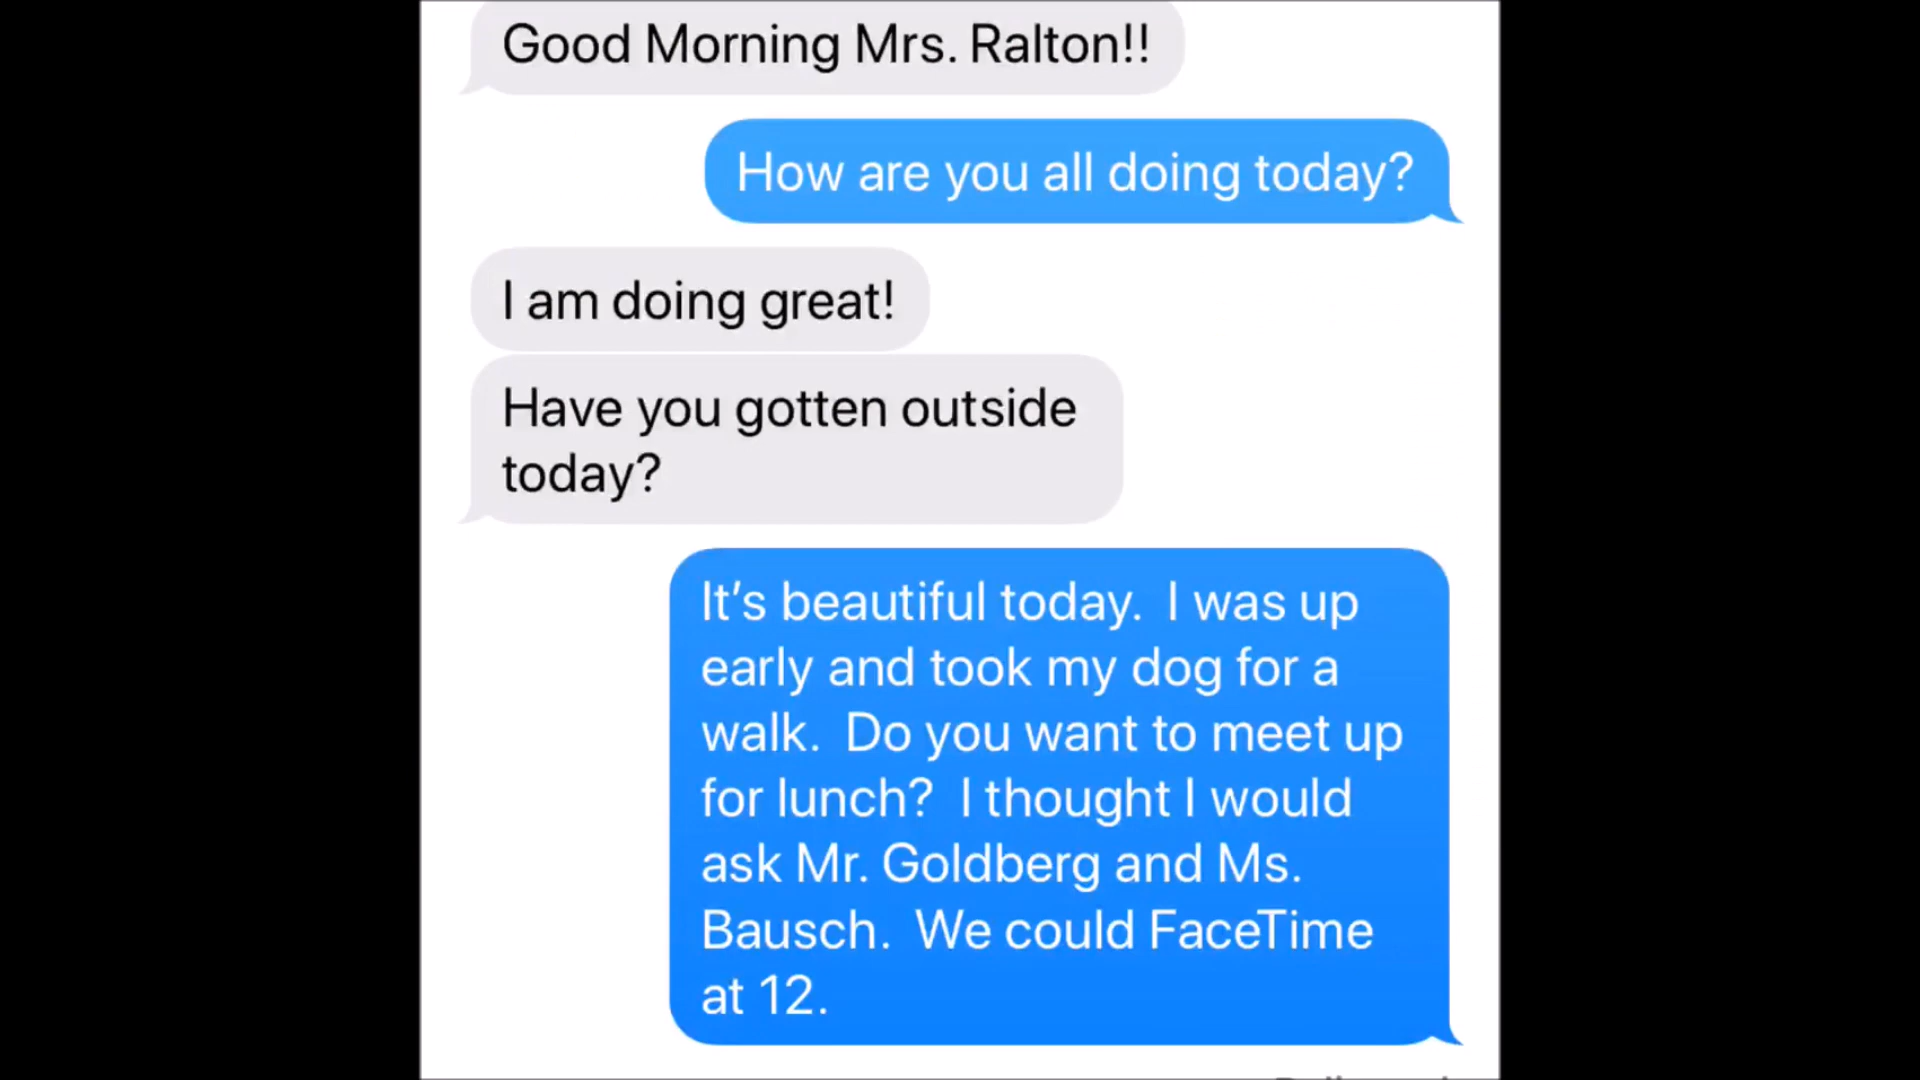 Good Morning Mrs. Ralton!!
How are you all doing today?
I am doing great!
Have you gotten outside
today?
It’s beautiful today.  I was up
early and took my dog for a
walk.  Do you want to meet up
for lunch?  I thought I would
ask Mr. Goldberg and Ms.
Bausch.  We could FaceTime
at 12.